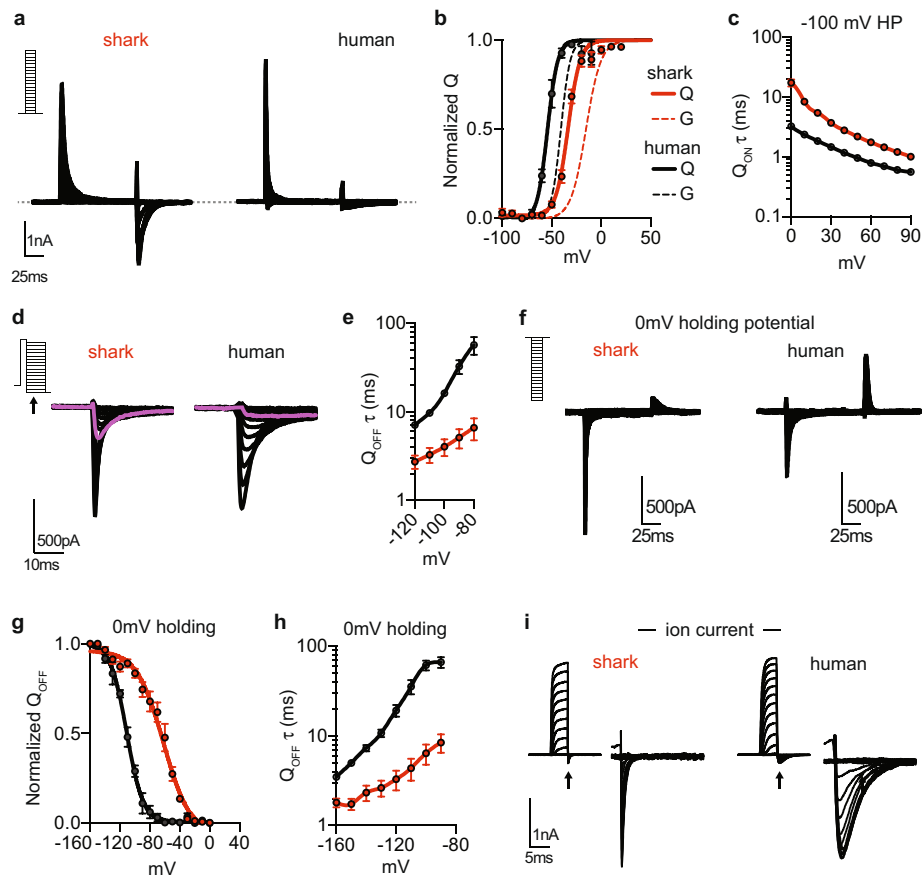 a
shark
human
1nA
25ms
b
Normalized Q
1.0
0.5
0.0
-100
-50
0
50
mV
shark
Q
G
human
Q
G
c
-100 mV HP
Q_ON τ (ms)
100
10
1
0.1
0
30
60
90
mV
d
shark
human
500pA
10ms
e
Q_OFF τ (ms)
100
10
1
-120
-100
-80
mV
f
0mV holding potential
shark
human
500pA
25ms
500pA
25ms
g
0mV holding
Normalized Q_OFF
1.0
0.5
0.0
-160
-120
-80
-40
0
40
mV
h
0mV holding
Q_OFF τ (ms)
100
10
1
-160
-120
-80
mV
i
ion current
shark
human
1nA
5ms